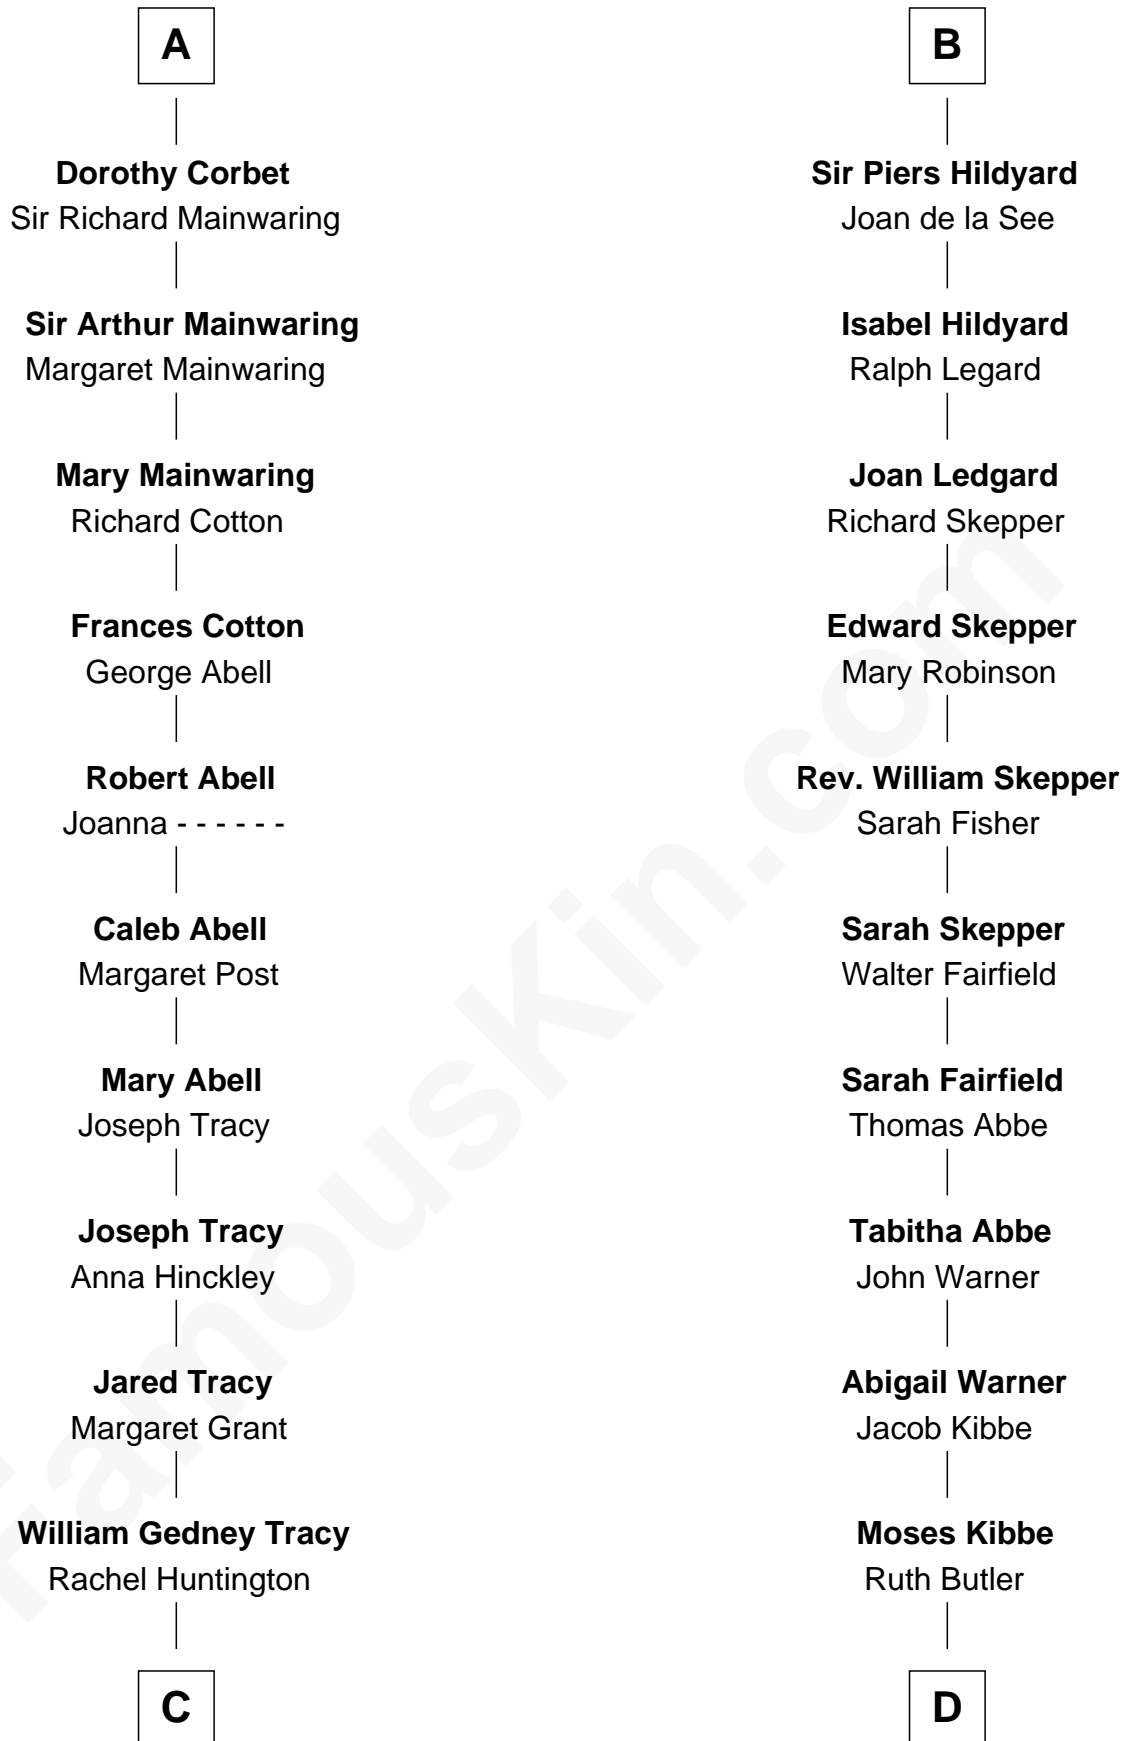 A
Dorothy Corbet
Sir Richard Mainwaring
Sir Arthur Mainwaring
Margaret Mainwaring
Mary Mainwaring
Richard Cotton
Frances Cotton
George Abell
Robert Abell
Joanna - - - - - -
Caleb Abell
Margaret Post
Mary Abell
Joseph Tracy
Joseph Tracy
Anna Hinckley
Jared Tracy
Margaret Grant
William Gedney Tracy
Rachel Huntington
C
B
Sir Piers Hildyard
Joan de la See
Isabel Hildyard
Ralph Legard
Joan Ledgard
Richard Skepper
Edward Skepper
Mary Robinson
Rev. William Skepper
Sarah Fisher
Sarah Skepper
Walter Fairfield
Sarah Fairfield
Thomas Abbe
Tabitha Abbe
John Warner
Abigail Warner
Jacob Kibbe
Moses Kibbe
Ruth Butler
D
FamousKin.com